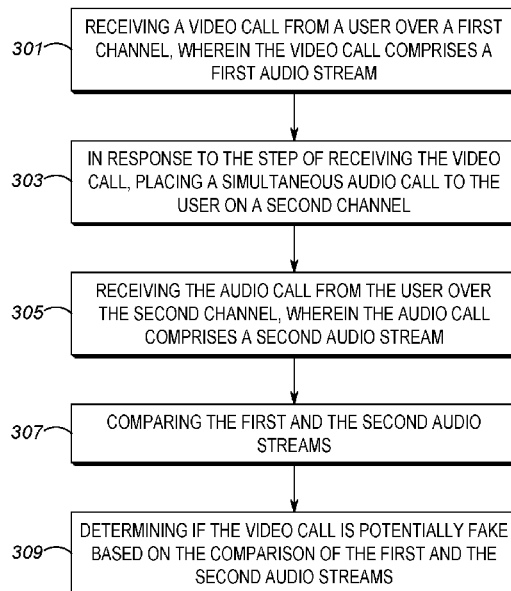 301
RECEIVING A VIDEO CALL FROM A USER OVER A FIRST
CHANNEL, WHEREIN THE VIDEO CALL COMPRISES A
FIRST AUDIO STREAM
303
IN RESPONSE TO THE STEP OF RECEIVING THE VIDEO
CALL, PLACING A SIMULTANEOUS AUDIO CALL TO THE
USER ON A SECOND CHANNEL
305
RECEIVING THE AUDIO CALL FROM THE USER OVER
THE SECOND CHANNEL, WHEREIN THE AUDIO CALL
COMPRISES A SECOND AUDIO STREAM
307
COMPARING THE FIRST AND THE SECOND AUDIO
STREAMS
309
DETERMINING IF THE VIDEO CALL IS POTENTIALLY FAKE
BASED ON THE COMPARISON OF THE FIRST AND THE
SECOND AUDIO STREAMS